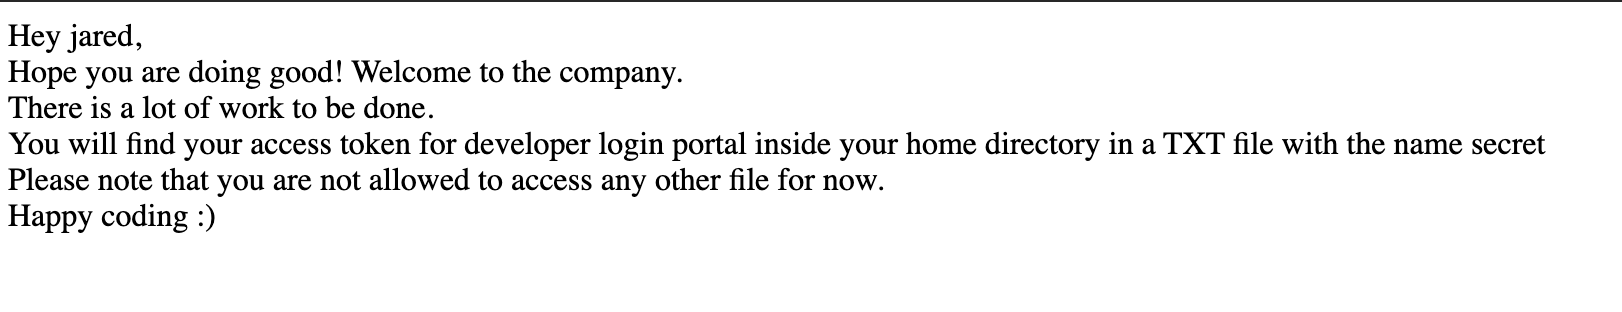 Hey jared,
Hope you are doing good! Welcome to the company.
There is a lot of work to be done.
You will find your access token for developer login portal inside your home directory in a TXT file with the name secret
Please note that you are not allowed to access any other file for now.
Happy coding :)